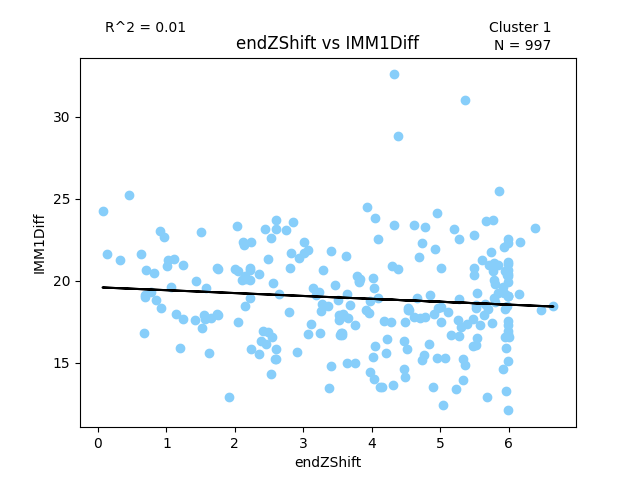 R^2 = 0.01
Cluster 1
endZShift vs IMM1Diff
N = 997
30
25
20
15
IMM1Diff
0 1 2 3 4 5 6
endZShift